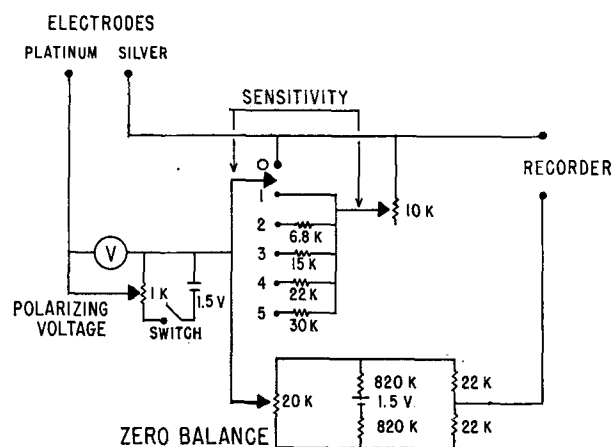 ELECTRODES
PLATINUM SILVER
SENSITIVITY
RECORDER
0
1
10 K
2
6.8 K
V
3
15 K
1 K
1.5 V
4
22 K
POLARIZING
VOLTAGE
SWITCH
5
30 K
820 K
22 K
20 K
1.5 V.
820 K
22 K
ZERO BALANCE